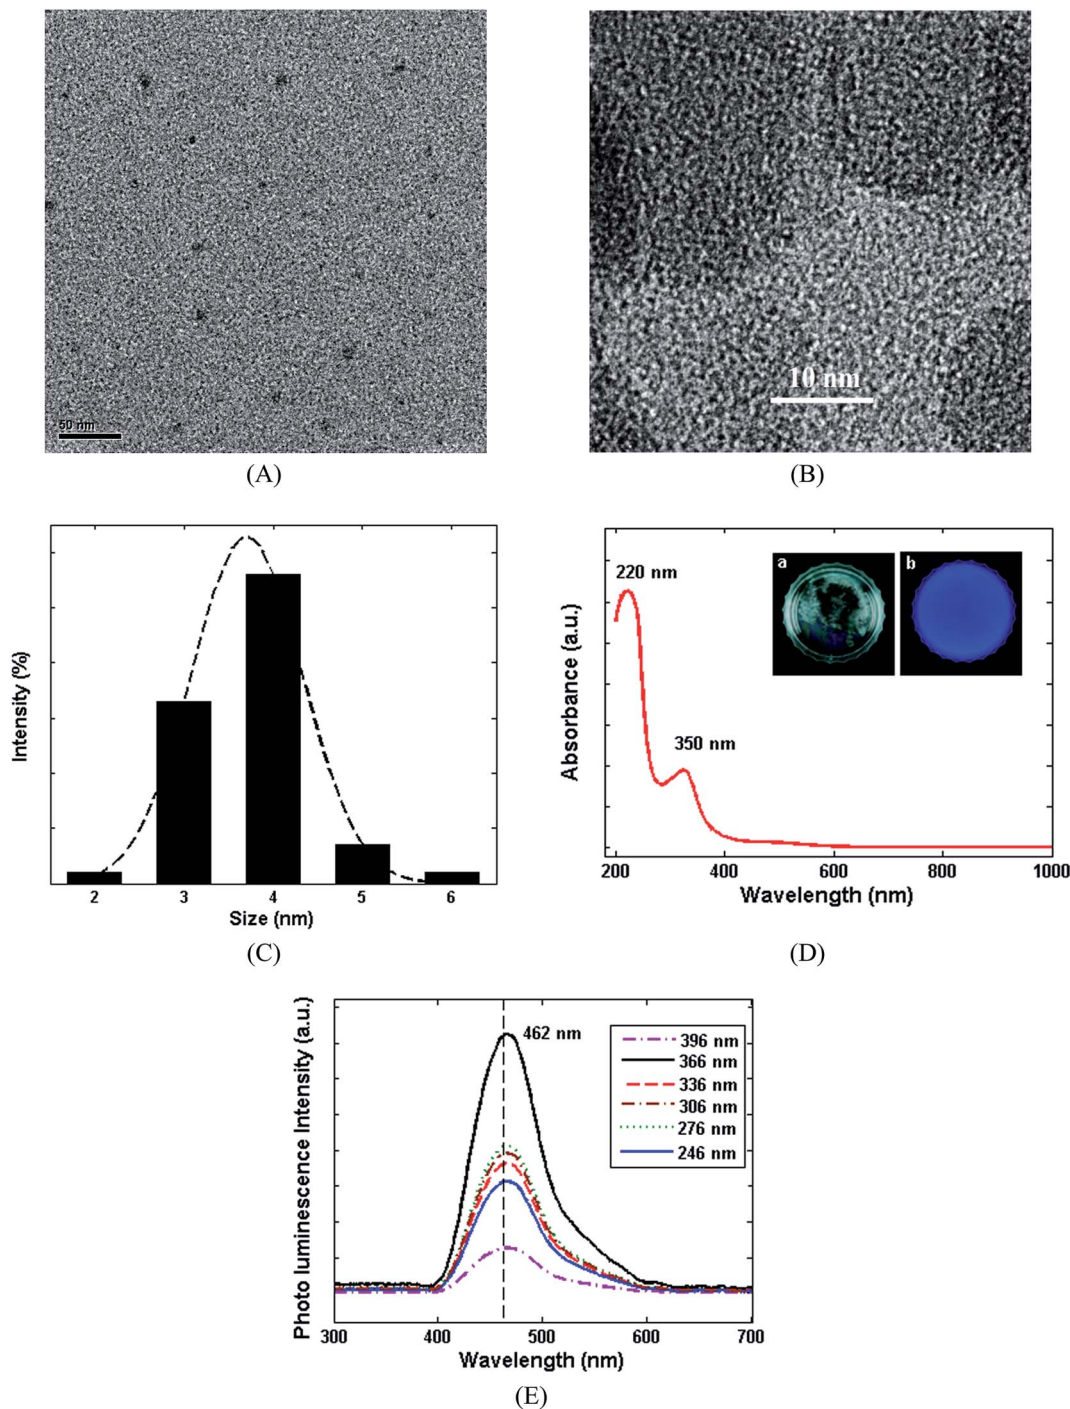 50 nm
10 nm
(A)
(B)
Intensity (%)
2 3 4 5 6
Size (nm)
(C)
Absorbance (a.u.)
220 nm
350 nm
a
b
200 400 600 800 1000
Wavelength (nm)
(D)
Photo luminescence Intensity (a.u.)
462 nm
396 nm
366 nm
336 nm
306 nm
276 nm
246 nm
300 400 500 600 700
Wavelength (nm)
(E)